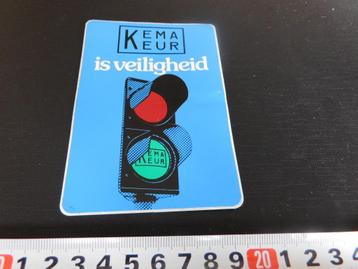 KEMA
KEUR
is veiligheid
KEMA
KEUR
1 2 3 4 5 6 7 8 9 20 1 2 3 4